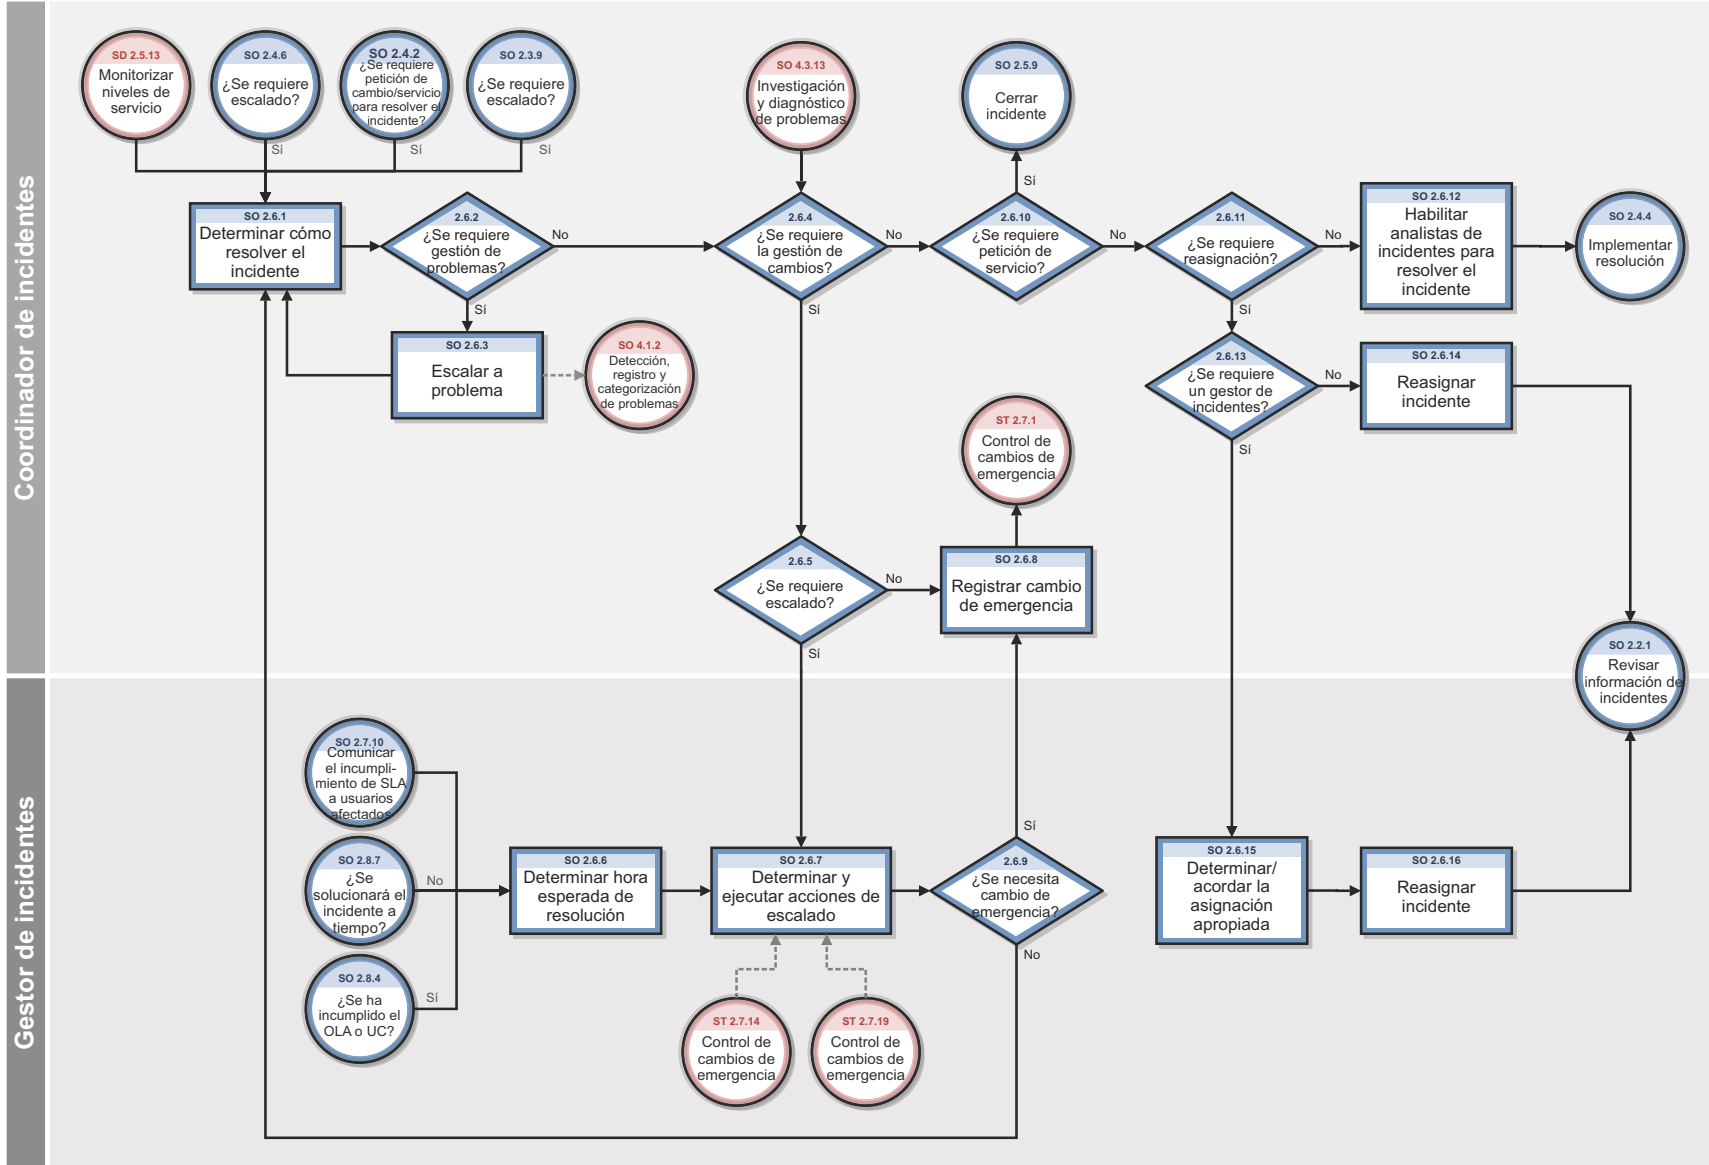 Coordinador de incidentes
SD 2.5.13
Monitorizar
niveles de
servicio
SO 2.4.6
¿Se requiere
escalado?
Sí
SO 2.4.2
¿Se requiere
petición de
cambio/servicio
para resolver el
incidente?
Sí
SO 2.3.9
¿Se requiere
escalado?
Sí
SO 4.3.13
Investigación
y diagnóstico
de problemas
SO 2.5.9
Cerrar
incidente
Sí
SO 2.6.1
Determinar cómo
resolver el
incidente
2.6.2
¿Se requiere
gestión de
problemas?
No
Sí
2.6.4
¿Se requiere
la gestión de
cambios?
No
Sí
2.6.10
¿Se requiere
petición de
servicio?
No
2.6.11
¿Se requiere
reasignación?
No
Sí
SO 2.6.12
Habilitar
analistas de
incidentes para
resolver el
incidente
SO 2.4.4
Implementar
resolución
SO 2.6.3
Escalar a
problema
SO 4.1.2
Detección,
registro y
categorización
de problemas
2.6.13
¿Se requiere
un gestor de
incidentes?
No
Sí
SO 2.6.14
Reasignar
incidente
ST 2.7.1
Control de
cambios de
emergencia
2.6.5
¿Se requiere
escalado?
No
Sí
SO 2.6.8
Registrar cambio
de emergencia
SO 2.2.1
Revisar
información de
incidentes
Gestor de incidentes
SO 2.7.10
Comunicar
el incumpli-
miento de SLA
a usuarios
afectados
SO 2.8.7
¿Se
solucionará el
incidente a
tiempo?
No
SO 2.8.4
¿Se ha
incumplido el
OLA o UC?
Sí
SO 2.6.6
Determinar hora
esperada de
resolución
SO 2.6.7
Determinar y
ejecutar acciones de
escalado
Sí
2.6.9
¿Se necesita
cambio de
emergencia?
No
SO 2.6.15
Determinar/
acordar la
asignación
apropiada
SO 2.6.16
Reasignar
incidente
ST 2.7.14
Control de
cambios de
emergencia
ST 2.7.19
Control de
cambios de
emergencia